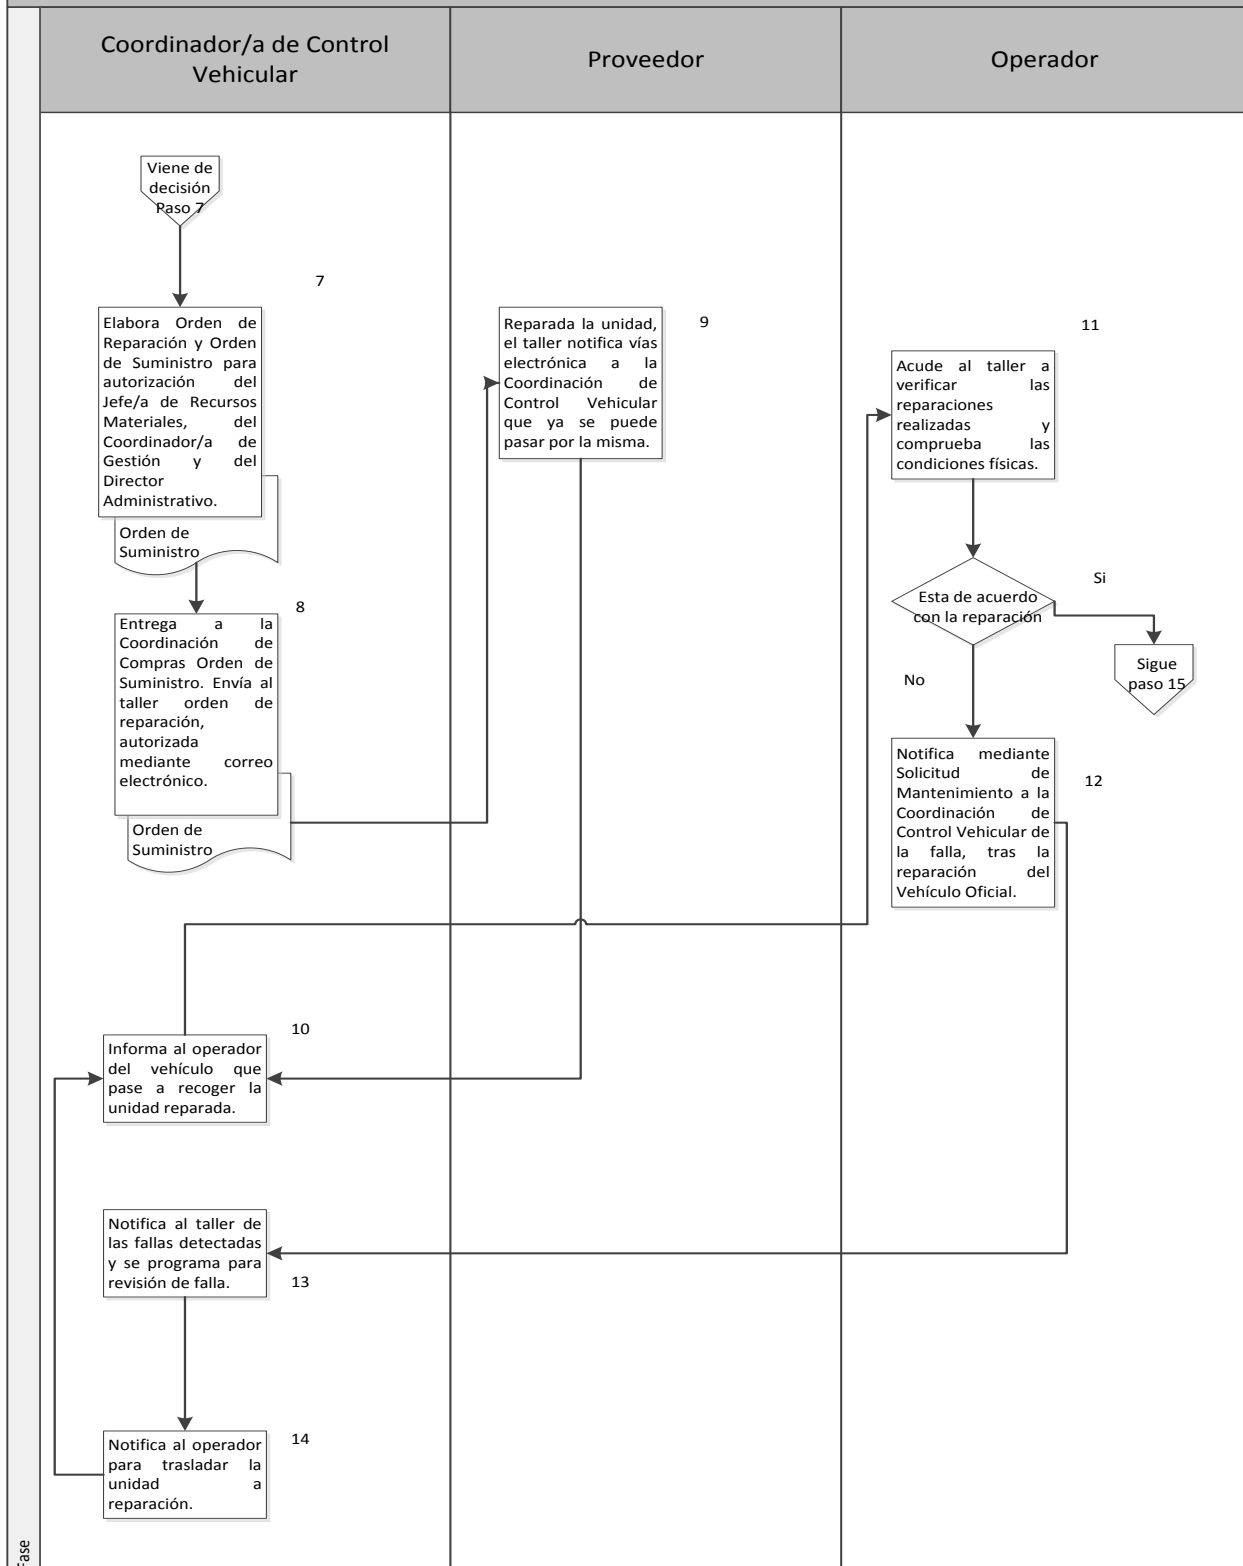 Coordinador/a de Control
Vehicular
Proveedor
Operador
Viene de
decisión
Paso 7
7
Elabora Orden de
Reparación y Orden
de Suministro para
autorización del
Jefe/a de Recursos
Materiales, del
Coordinador/a de
Gestión y del
Director
Administrativo.
Orden de
Suministro
8
Entrega a la
Coordinación de
Compras Orden de
Suministro. Envía al
taller orden de
reparación,
autorizada
mediante correo
electrónico.
Orden de
Suministro
9
Reparada la unidad,
el taller notifica vías
electrónica a la
Coordinación de
Control Vehicular
que ya se puede
pasar por la misma.
10
Informa al operador
del vehículo que
pase a recoger la
unidad reparada.
11
Acude al taller a
verificar las
reparaciones
realizadas y
comprueba las
condiciones físicas.
Esta de acuerdo
con la reparación
Si
Sigue
paso 15
No
12
Notifica mediante
Solicitud de
Mantenimiento a la
Coordinación de
Control Vehicular de
la falla, tras la
reparación del
Vehículo Oficial.
Notifica al taller de
las fallas detectadas
y se programa para
revisión de falla.
13
14
Notifica al operador
para trasladar la
unidad a
reparación.
Fase